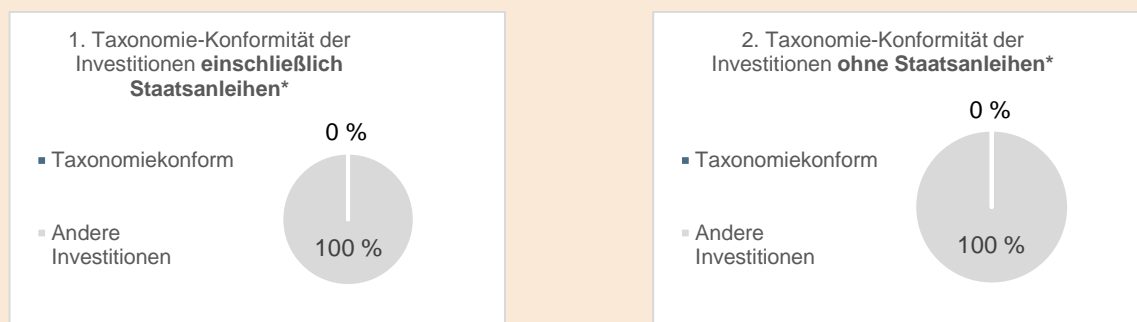 1. Taxonomie-Konformität der
Investitionen einschließlich
Staatsanleihen*
0 %
Taxonomiekonform
Andere
Investitionen
100 %
2. Taxonomie-Konformität der
Investitionen ohne Staatsanleihen*
0 %
Taxonomiekonform
Andere
Investitionen
100 %